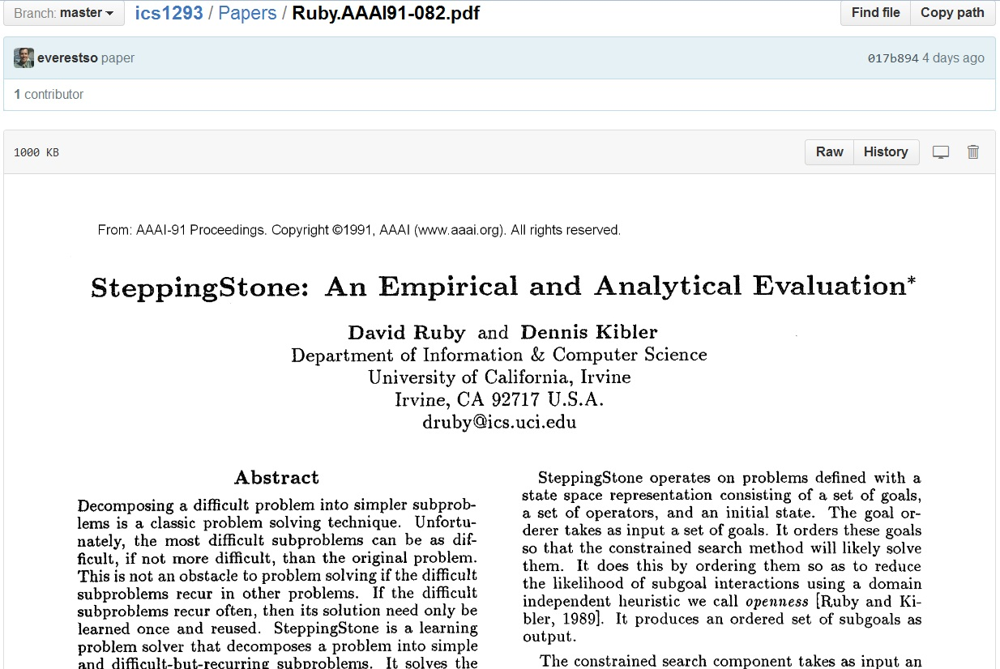 Branch: master
ics1293 / Papers / Ruby.AAAI91-082.pdf
Find file
Copy path
everestso paper
017b894 4 days ago
1 contributor
1000 KB
Raw
History
From: AAAI-91 Proceedings. Copyright ©1991, AAAI (www.aaai.org). All rights reserved.
SteppingStone: An Empirical and Analytical Evaluation*
David Ruby and Dennis Kibler
Department of Information & Computer Science
University of California, Irvine
Irvine, CA 92717 U.S.A.
druby@ics.uci.edu
Abstract
Decomposing a difficult problem into simpler subprob-
lems is a classic problem solving technique. Unfortu-
nately, the most difficult subproblems can be as dif-
ficult, if not more difficult, than the original problem.
This is not an obstacle to problem solving if the difficult
subproblems recur in other problems. If the difficult
subproblems recur often, then its solution need only be
learned once and reused. SteppingStone is a learning
problem solver that decomposes a problem into simple
and difficult-but-recurring subproblems. It solves the
SteppingStone operates on problems defined with a
state space representation consisting of a set of goals,
a set of operators, and an initial state. The goal or-
derer takes as input a set of goals. It orders these goals
so that the constrained search method will likely solve
them. It does this by ordering them so as to reduce
the likelihood of subgoal interactions using a domain
independent heuristic we call openness [Ruby and Ki-
bler, 1989]. It produces an ordered set of subgoals as
output.
The constrained search component takes as input an